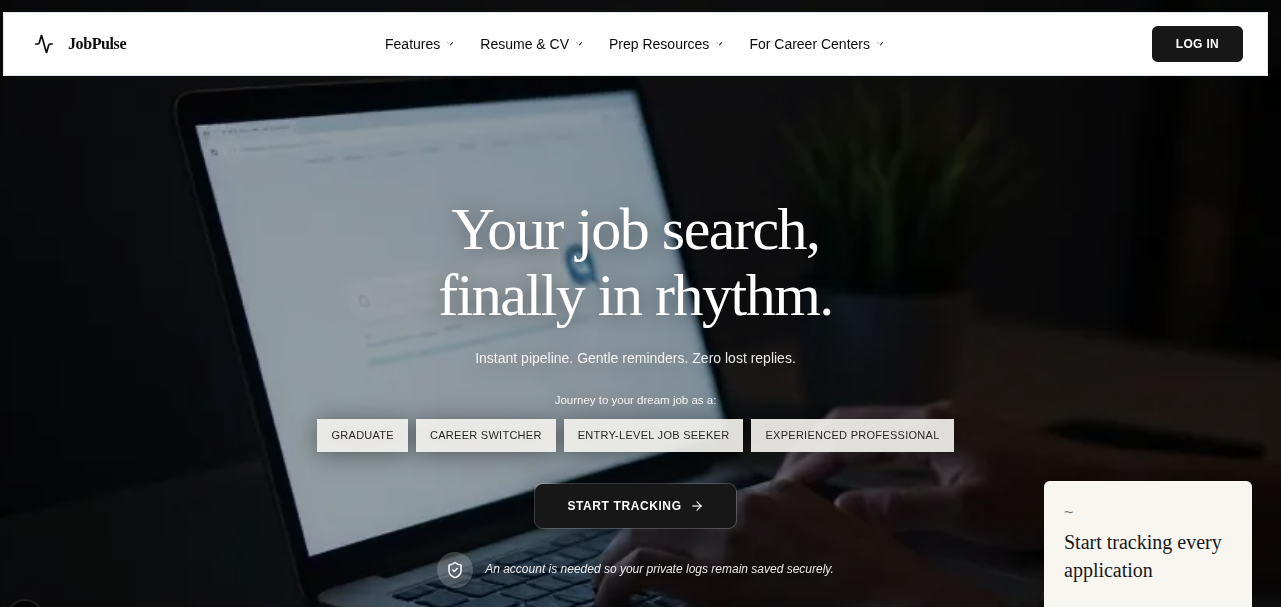 JobPulse
Features
Resume & CV
Prep Resources
For Career Centers
LOG IN
Your job search,
finally in rhythm.
Instant pipeline. Gentle reminders. Zero lost replies.
Journey to your dream job as a:
GRADUATE
CAREER SWITCHER
ENTRY-LEVEL JOB SEEKER
EXPERIENCED PROFESSIONAL
START TRACKING →
An account is needed so your private logs remain saved securely.
~
Start tracking every
application